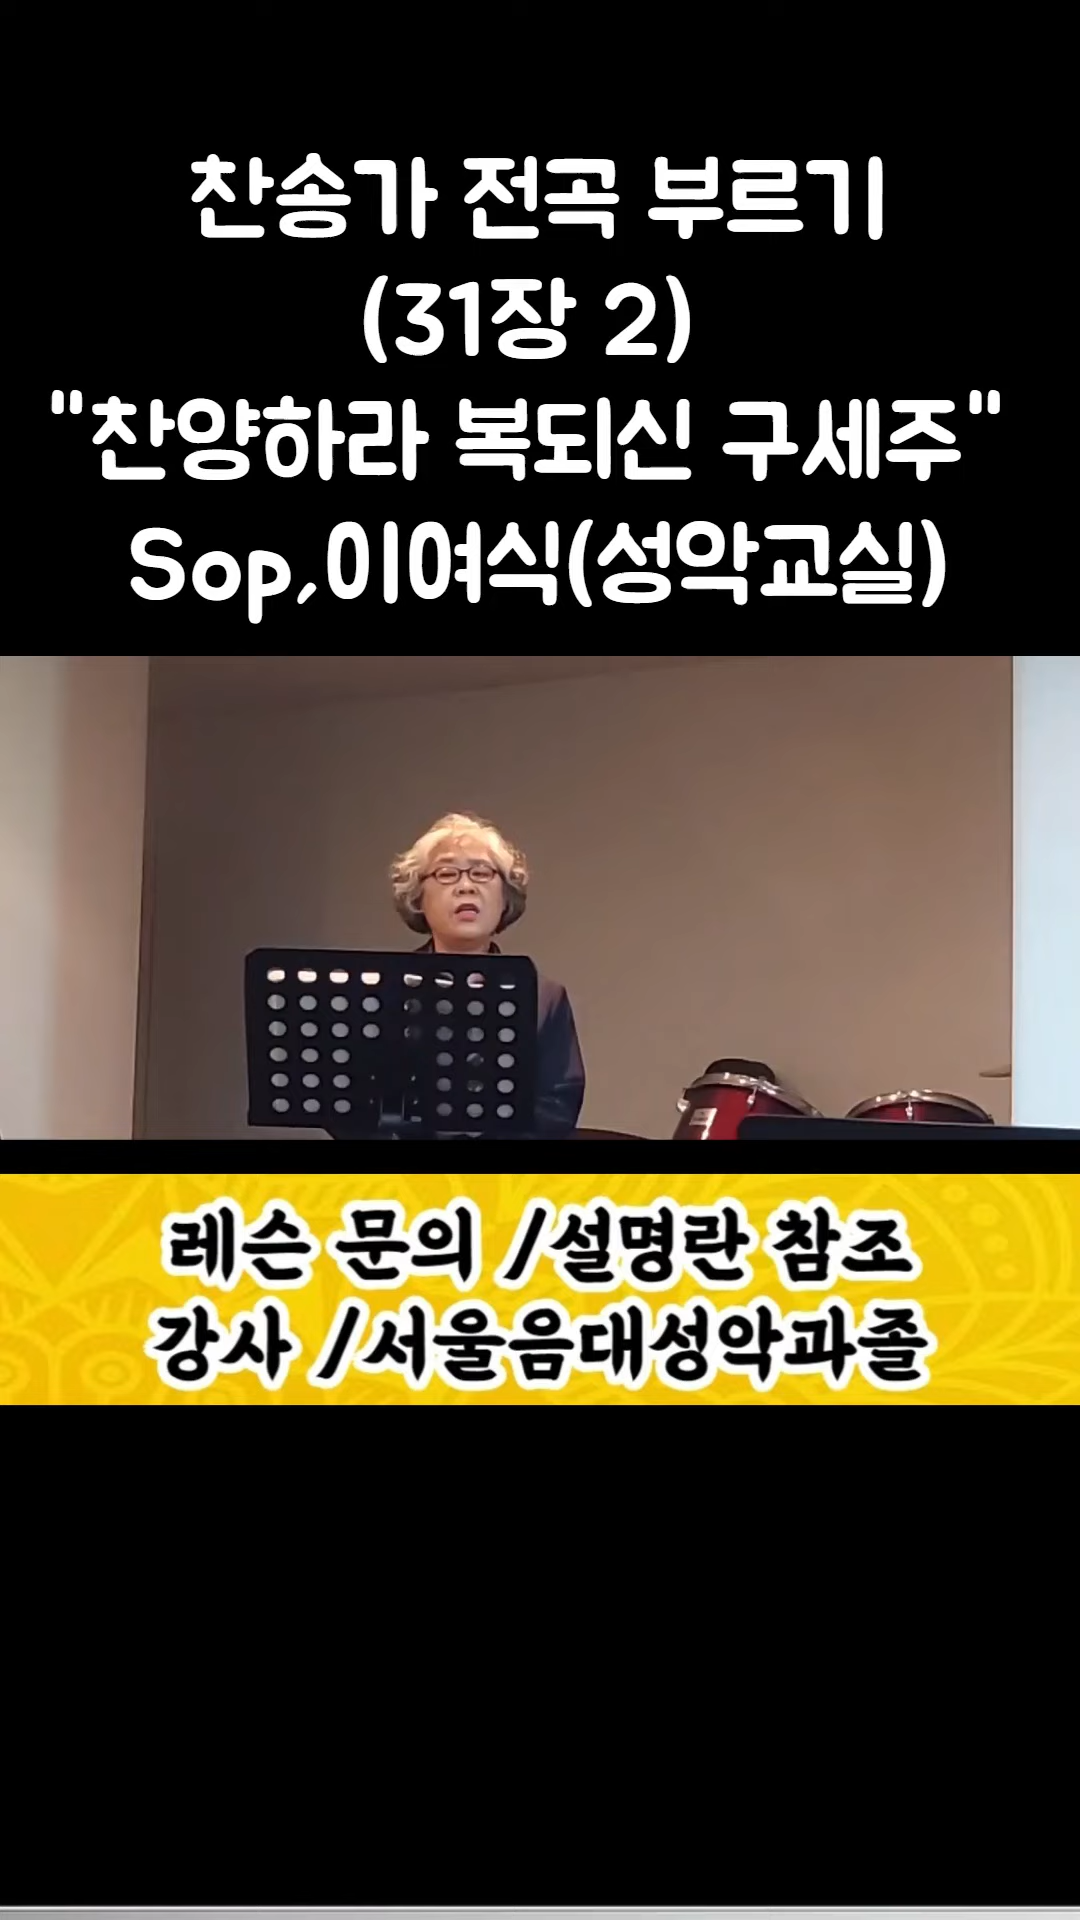 찬송가 전곡 부르기
(31장 2)
"찬양하라 복되신 구세주"
Sop,이여식(성악교실)
레슨 문의 /설명란 참조
강사 /서울음대성악과졸